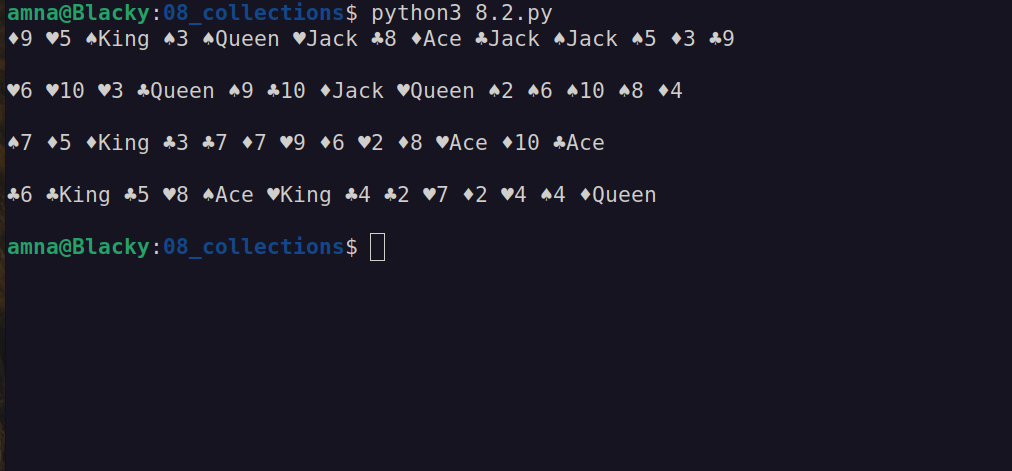 amna@Blacky:08_collections$ python3 8.2.py
♦9 ♥5 ♠King ♠3 ♠Queen ♥Jack ♣8 ♦Ace ♣Jack ♠Jack ♠5 ♦3 ♣9
♥6 ♥10 ♥3 ♣Queen ♠9 ♣10 ♦Jack ♥Queen ♠2 ♠6 ♠10 ♠8 ♦4
♠7 ♦5 ♦King ♣3 ♣7 ♦7 ♥9 ♦6 ♥2 ♦8 ♥Ace ♦10 ♣Ace
♣6 ♣King ♣5 ♥8 ♠Ace ♥King ♣4 ♣2 ♥7 ♦2 ♥4 ♠4 ♦Queen
amna@Blacky:08_collections$